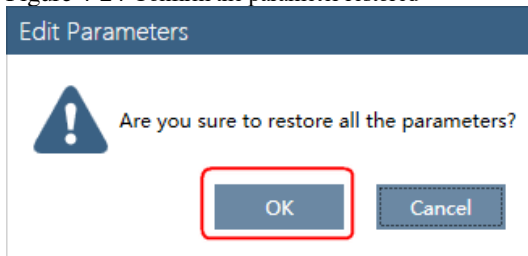 Edit Parameters
Are you sure to restore all the parameters?
OK
Cancel